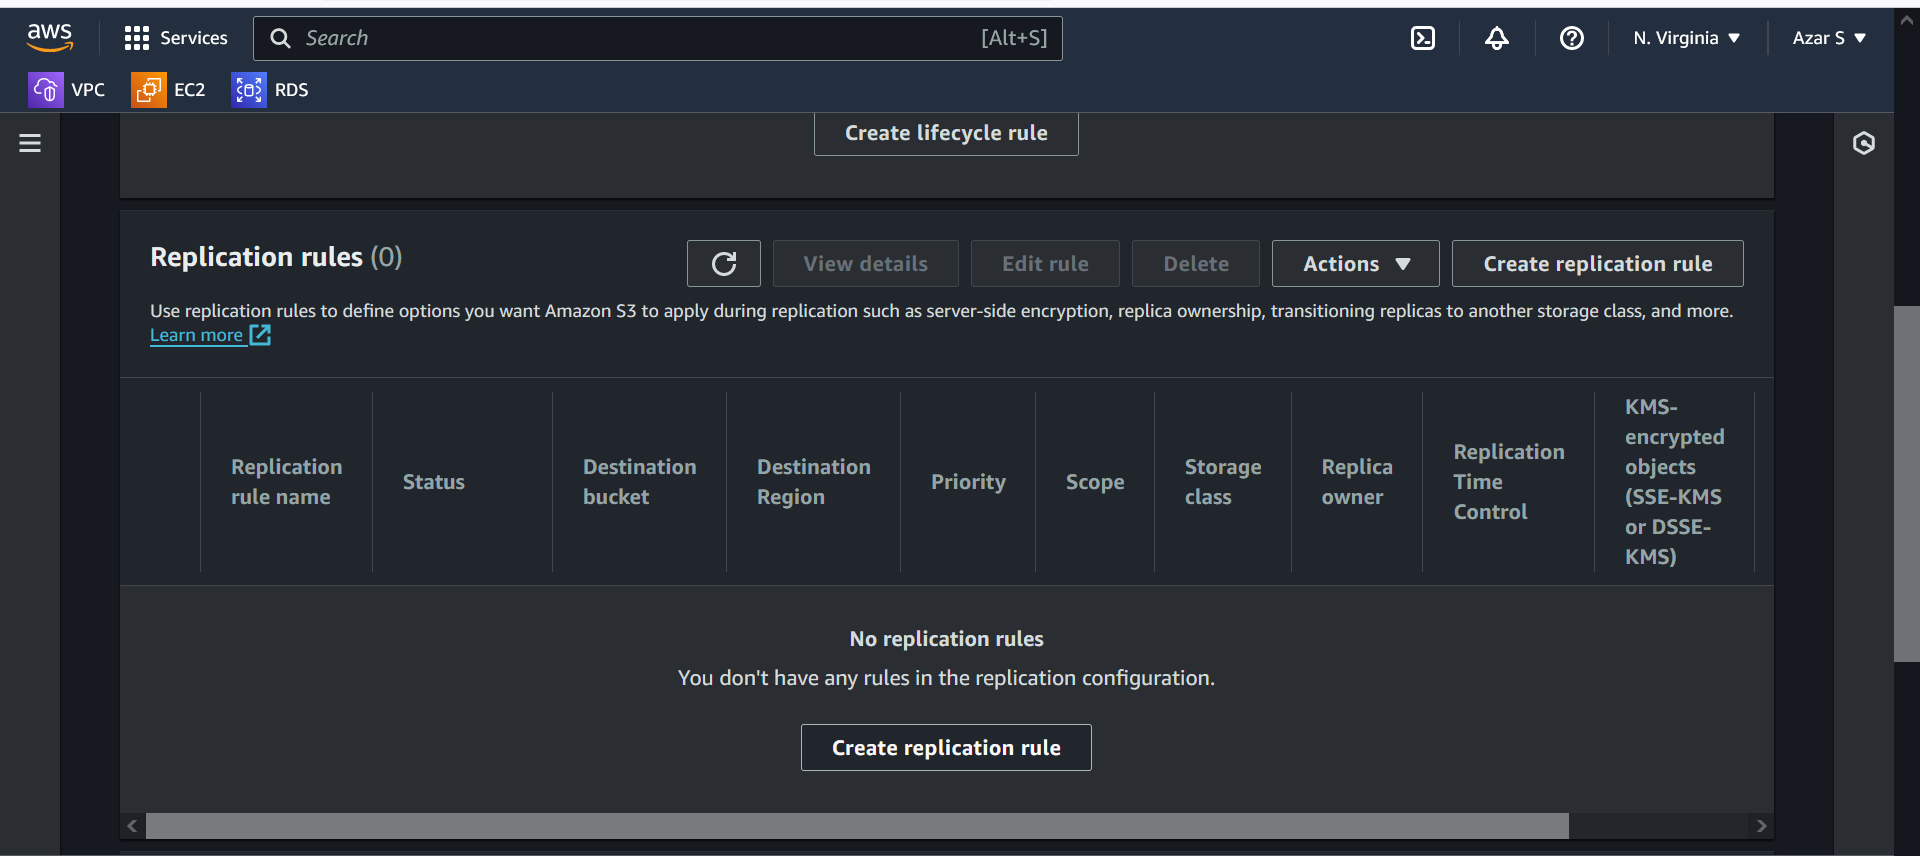 aws
Services
Search
[Alt+S]
N. Virginia
Azar S
VPC
EC2
RDS
Create lifecycle rule
Replication rules (0)
View details
Edit rule
Delete
Actions
Create replication rule
Use replication rules to define options you want Amazon S3 to apply during replication such as server-side encryption, replica ownership, transitioning replicas to another storage class, and more.
Learn more
Replication
rule name
Status
Destination
bucket
Destination
Region
Priority
Scope
Storage
class
Replica
owner
Replication
Time
Control
KMS-
encrypted
objects
(SSE-KMS
or DSSE-
KMS)
No replication rules
You don't have any rules in the replication configuration.
Create replication rule